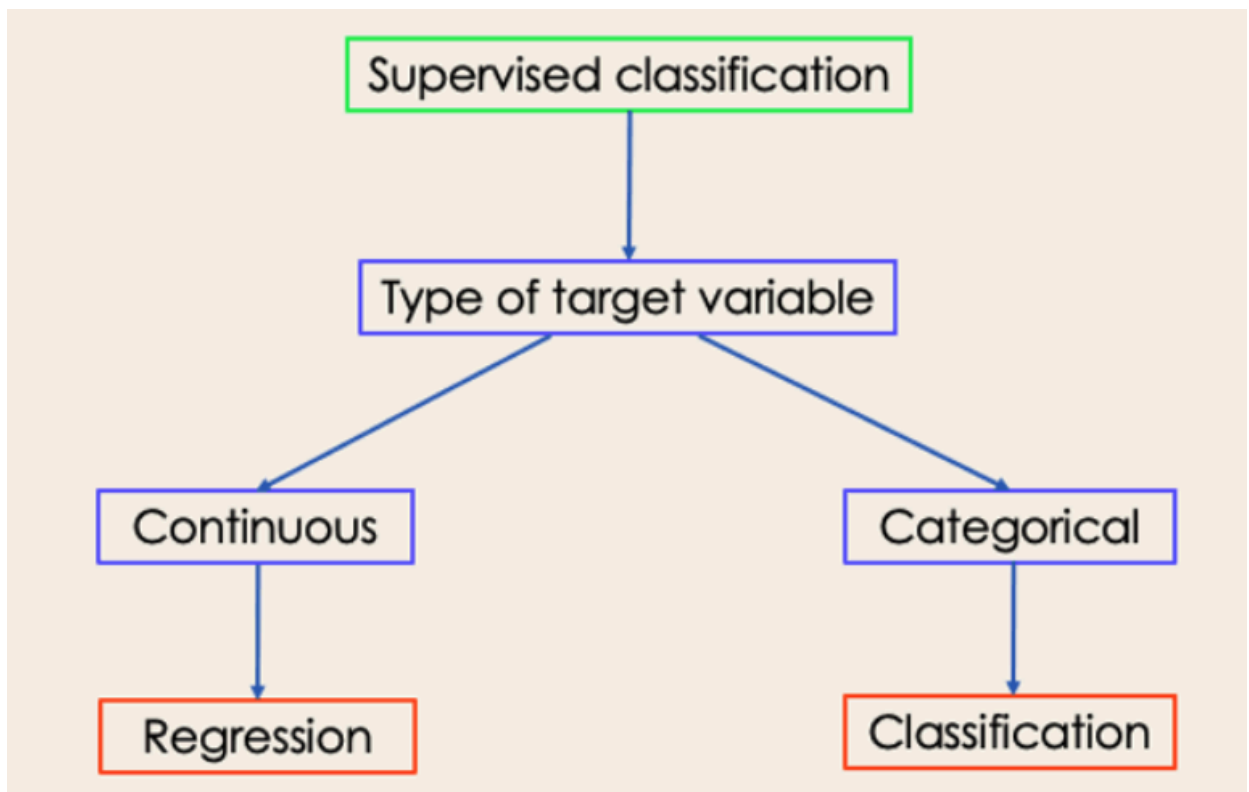 Supervised classification
Type of target variable
Continuous
Categorical
Regression
Classification